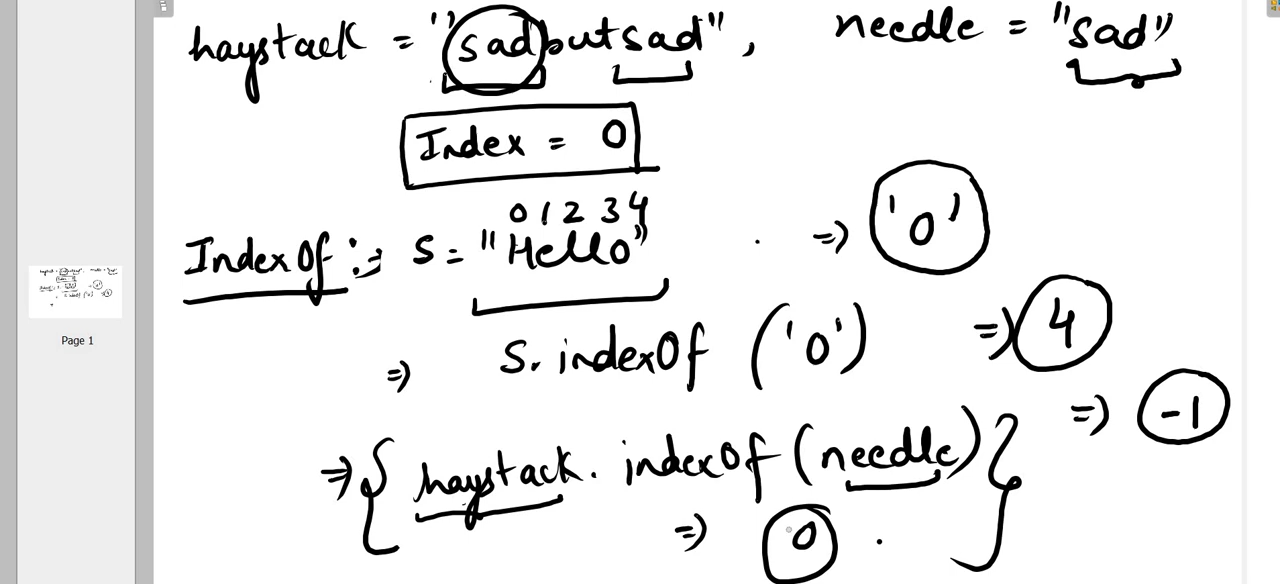 haystack = "sadbutsad", needle = "sad"
Index = 0
0 1 2 3 4
IndexOf :- S = "Hello" => 'o'
S. indexOf ('o') => 4
=>
=> -1
=> { haystack. indexOf (needle) }
=> 0 .
Page 1